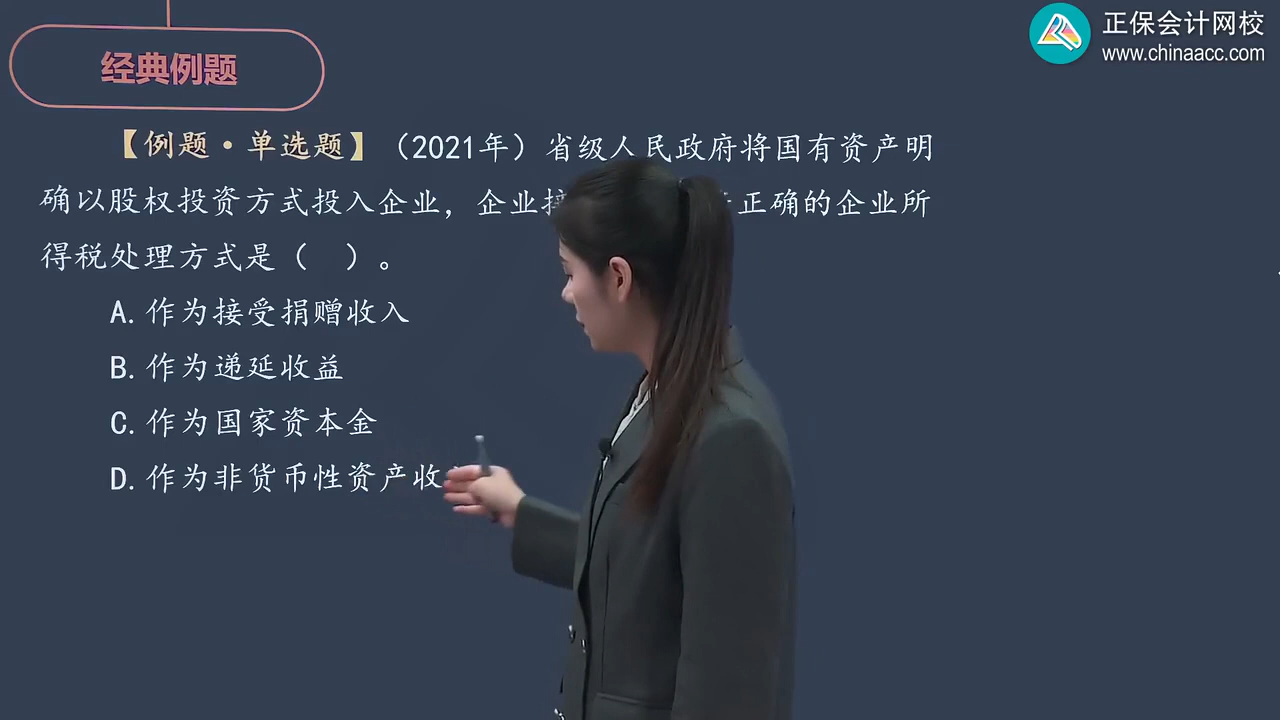 正保会计网校
www.chinaacc.com
经典例题
【例题·单选题】（2021年）省级人民政府将国有资产明
确以股权投资方式投入企业，企业 正确的企业所
得税处理方式是（ ）。
A.作为接受捐赠收入
B.作为递延收益
C.作为国家资本金
D.作为非货币性资产收